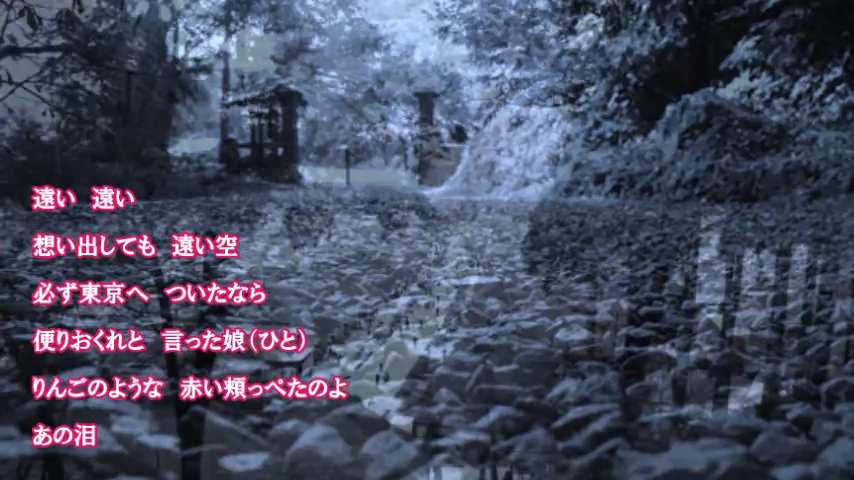 遠い　遠い
想い出しても　遠い空
必ず東京へ　ついたなら
便りおくれと　言った娘（ひと）
りんごのような　赤い頬っぺたのよ
あの泪